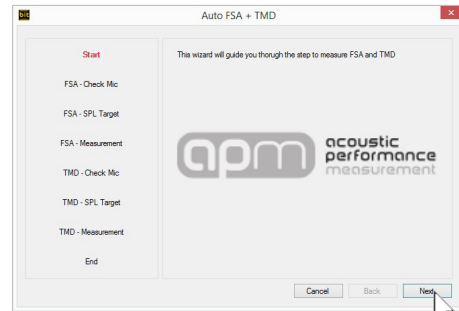 bit
Auto FSA + TMD
Start
This wizard will guide you thorugh the step to measure FSA and TMD
FSA - Check Mic
FSA - SPL Target
FSA - Measurement
TMD - Check Mic
TMD - SPL Target
TMD - Measurement
End
apm
acoustic
performance
measurement
Cancel
Back
Next